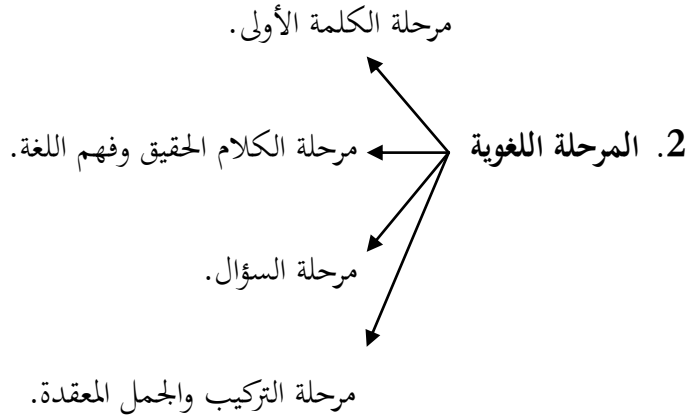 مرحلة الكلمة الأولى.
2. المرحلة اللغوية
مرحلة الكلام الحقيق وفهم اللغة.
مرحلة السؤال.
مرحلة التركيب والجمل المعقدة.